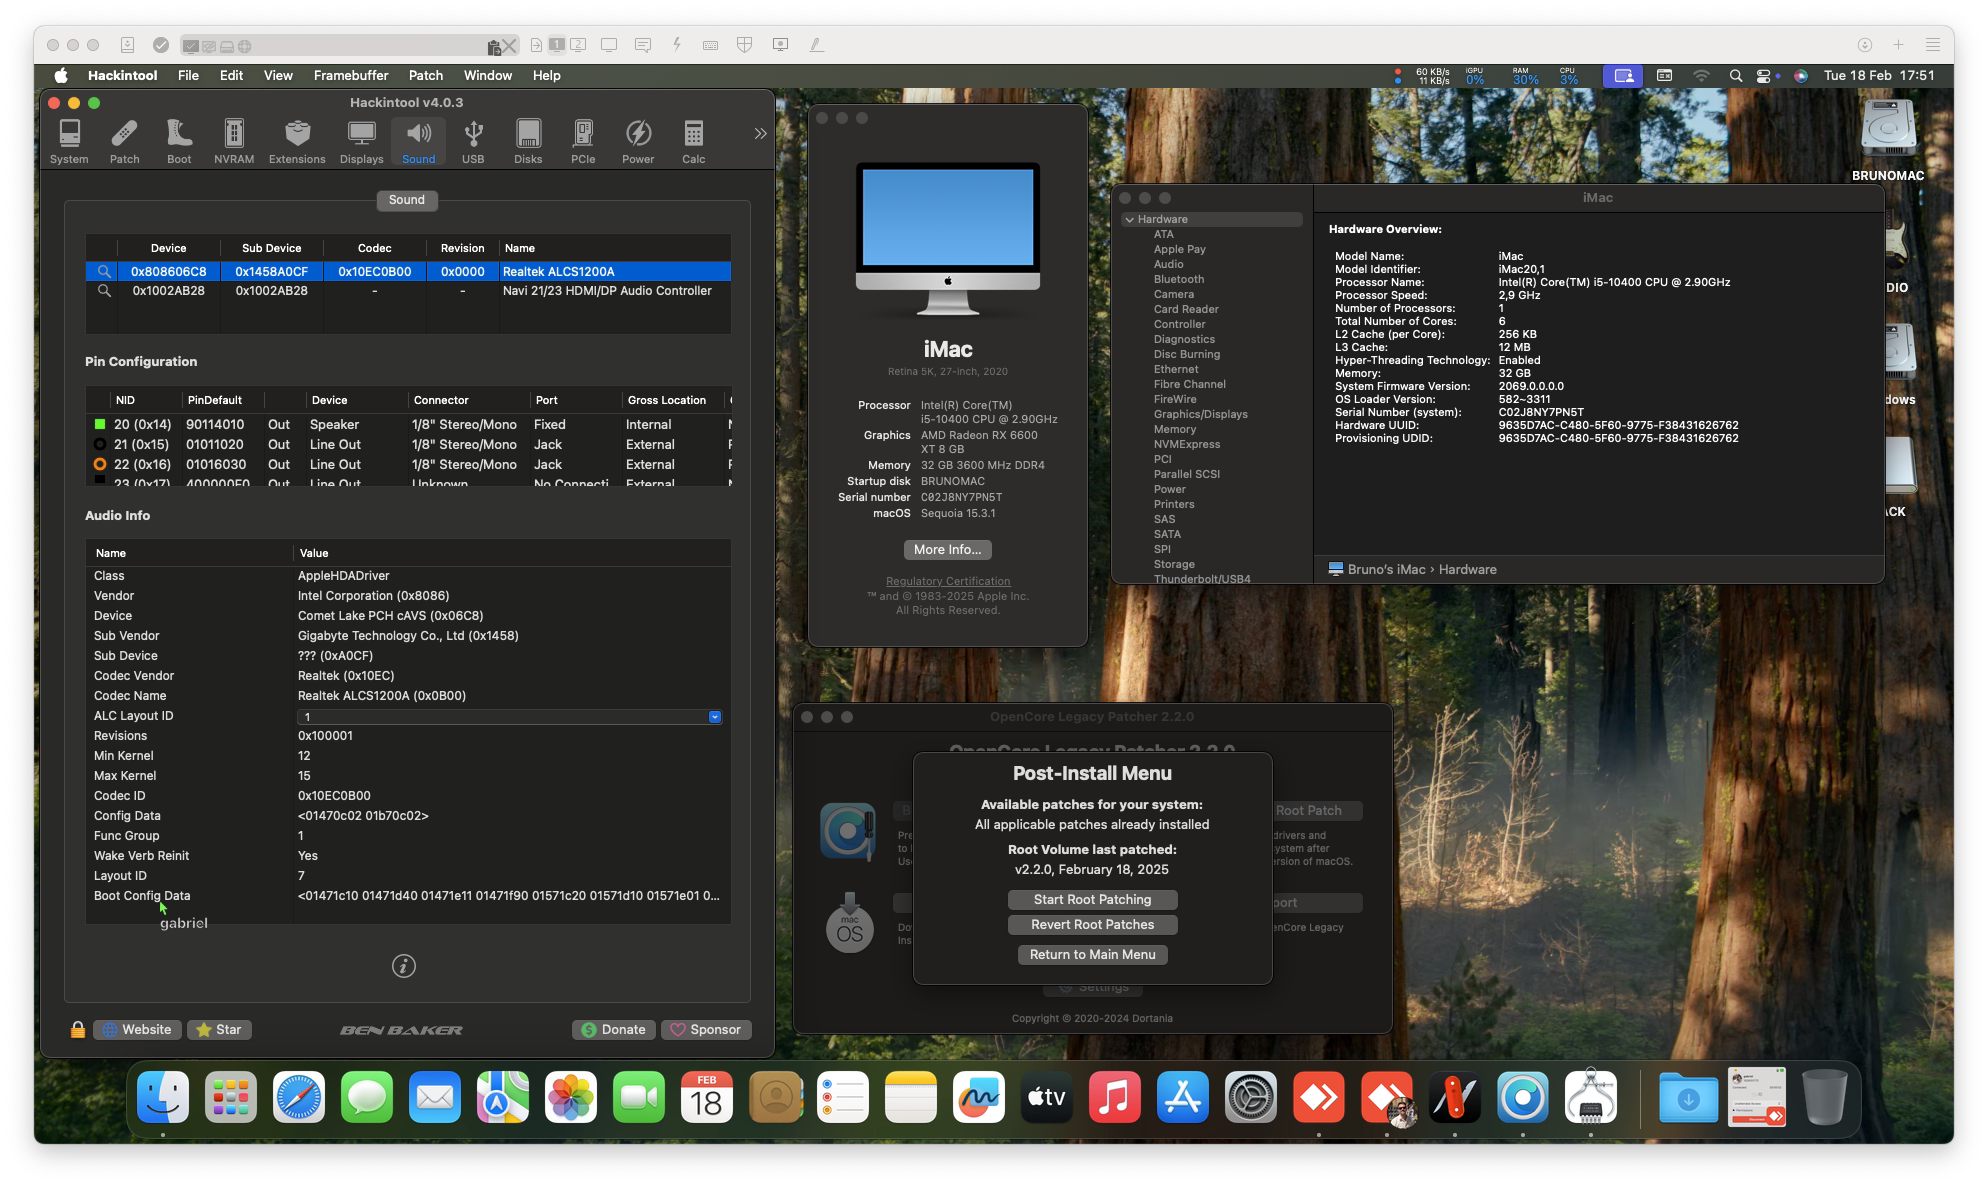 1
2
Hackintool File Edit View Framebuffer Patch Window Help
60 KB/s
11 KB/s
iGPU
0%
RAM
30%
CPU
3%
Tue 18 Feb 17:51
Hackintool v4.0.3
System Patch Boot NVRAM Extensions Displays Sound USB Disks PCIe Power Calc
Sound
Device Sub Device Codec Revision Name
0x808606C8 0x1458A0CF 0x10EC0B00 0x0000 Realtek ALCS1200A
0x1002AB28 0x1002AB28 - - Navi 21/23 HDMI/DP Audio Controller
Pin Configuration
NID PinDefault Device Connector Port Gross Location
20 (0x14) 90114010 Out Speaker 1/8" Stereo/Mono Fixed Internal
21 (0x15) 01011020 Out Line Out 1/8" Stereo/Mono Jack External
22 (0x16) 01016030 Out Line Out 1/8" Stereo/Mono Jack External
23 (0x17) 400000F0 Out Line Out Unknown No Connecti External
Audio Info
Name Value
Class AppleHDADriver
Vendor Intel Corporation (0x8086)
Device Comet Lake PCH cAVS (0x06C8)
Sub Vendor Gigabyte Technology Co., Ltd (0x1458)
Sub Device ??? (0xA0CF)
Codec Vendor Realtek (0x10EC)
Codec Name Realtek ALCS1200A (0x0B00)
ALC Layout ID 1
Revisions 0x100001
Min Kernel 12
Max Kernel 15
Codec ID 0x10EC0B00
Config Data <01470c02 01b70c02>
Func Group 1
Wake Verb Reinit Yes
Layout ID 7
Boot Config Data <01471c10 01471d40 01471e11 01471f90 01571c20 01571d10 01571e01 0...
gabriel
Website
Star
BEN BAKER
Donate
Sponsor
iMac
Retina 5K, 27-inch, 2020
Processor Intel(R) Core(TM)
i5-10400 CPU @ 2.90GHz
Graphics AMD Radeon RX 6600
XT 8 GB
Memory 32 GB 3600 MHz DDR4
Startup disk BRUNOMAC
Serial number C02J8NY7PN5T
macOS Sequoia 15.3.1
More Info...
Regulatory Certification
™ and © 1983-2025 Apple Inc.
All Rights Reserved.
iMac
Hardware
ATA
Apple Pay
Audio
Bluetooth
Camera
Card Reader
Controller
Diagnostics
Disc Burning
Ethernet
Fibre Channel
FireWire
Graphics/Displays
Memory
NVMExpress
PCI
Parallel SCSI
Power
Printers
SAS
SATA
SPI
Storage
Thunderbolt/USB4
Hardware Overview:
Model Name: iMac
Model Identifier: iMac20,1
Processor Name: Intel(R) Core(TM) i5-10400 CPU @ 2.90GHz
Processor Speed: 2,9 GHz
Number of Processors: 1
Total Number of Cores: 6
L2 Cache (per Core): 256 KB
L3 Cache: 12 MB
Hyper-Threading Technology: Enabled
Memory: 32 GB
System Firmware Version: 2069.0.0.0.0
OS Loader Version: 582~3311
Serial Number (system): C02J8NY7PN5T
Hardware UUID: 9635D7AC-C480-5F60-9775-F38431626762
Provisioning UDID: 9635D7AC-C480-5F60-9775-F38431626762
Bruno's iMac › Hardware
BRUNOMAC
DIO
dows
ACK
OpenCore Legacy Patcher 2.2.0
OpenCore Legacy Patcher 2.2.0
Post-Install Menu
Available patches for your system:
All applicable patches already installed
Root Volume last patched:
v2.2.0, February 18, 2025
Start Root Patching
Revert Root Patches
Return to Main Menu
B
Pre
to i
Use
Root Patch
drivers and
ystem after
ersion of macOS.
mac
OS
Do
Ins
port
enCore Legacy
Settings
Copyright © 2020-2024 Dortania
FEB
18
tv